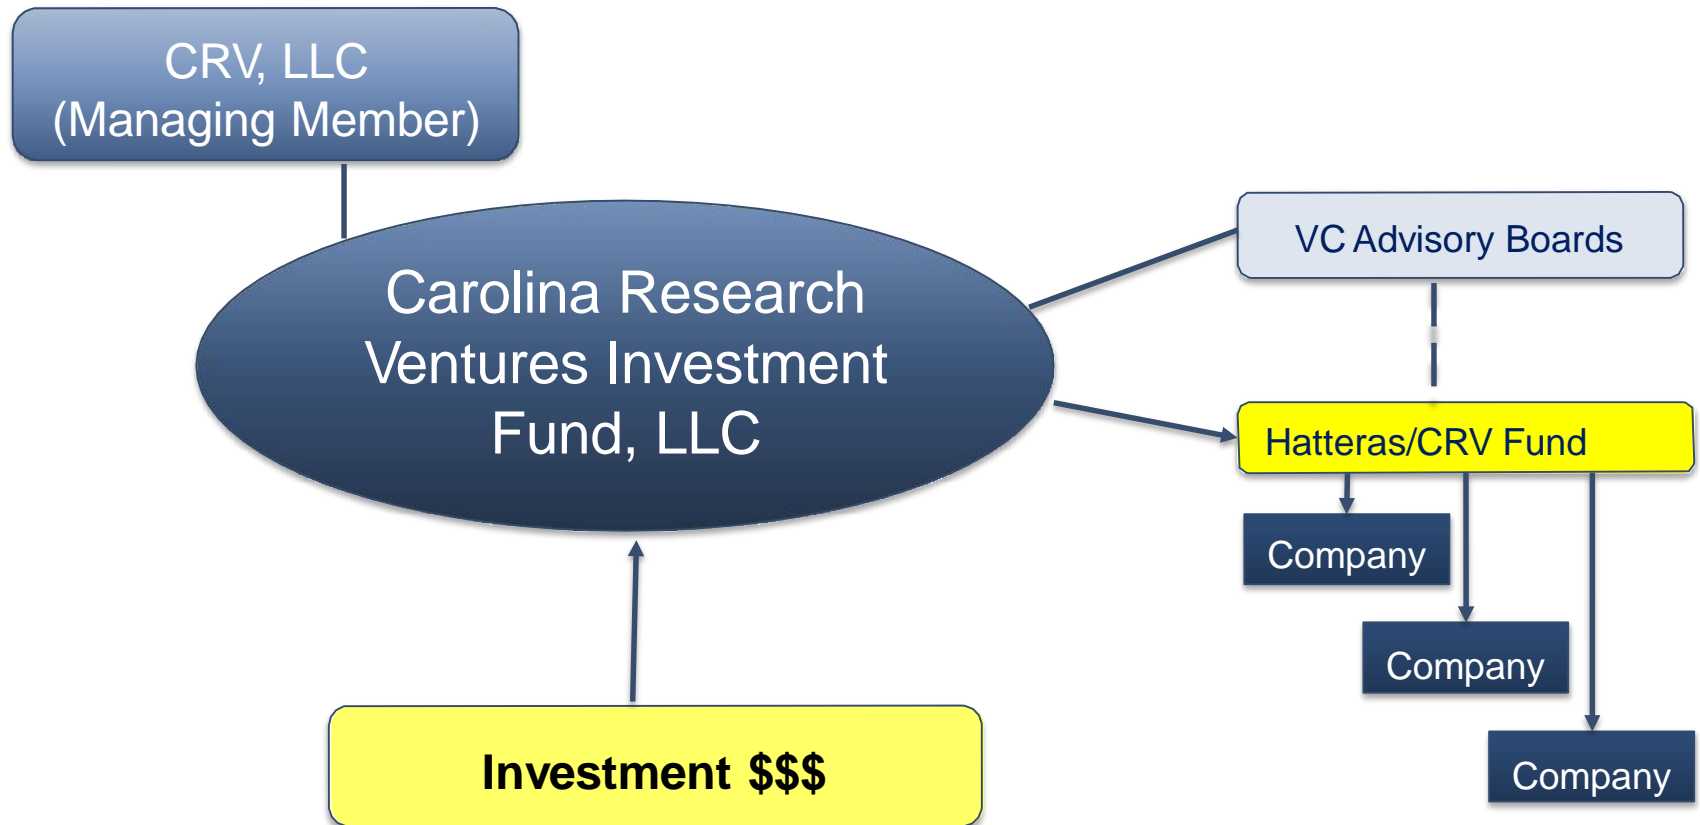 CRV, LLC
(Managing Member)
Carolina Research
Ventures Investment
Fund, LLC
VC Advisory Boards
Hatteras/CRV Fund
Company
Company
Company
Investment $$$